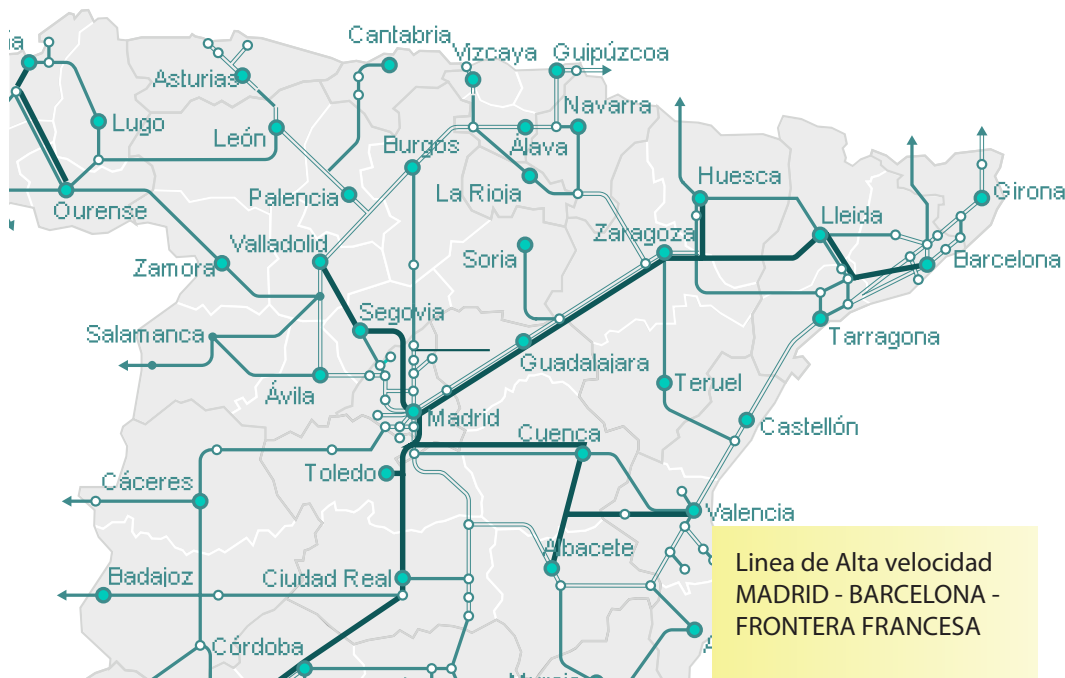 Cantabria
Vizcaya
Guipúzcoa
Asturias
Navarra
Lugo
León
Alava
Burgos
Huesca
Palencia
La Rioja
Girona
Ourense
Lleida
Valladolid
Zaragoza
Soria
Barcelona
Zamora
Segovia
Salamanca
Tarragona
Guadalajara
Teruel
Ávila
Madrid
Castellón
Cuenca
Toledo
Cáceres
Valencia
Albacete
Badajoz
Ciudad Real
Linea de Alta velocidad
MADRID - BARCELONA -
FRONTERA FRANCESA
Córdoba